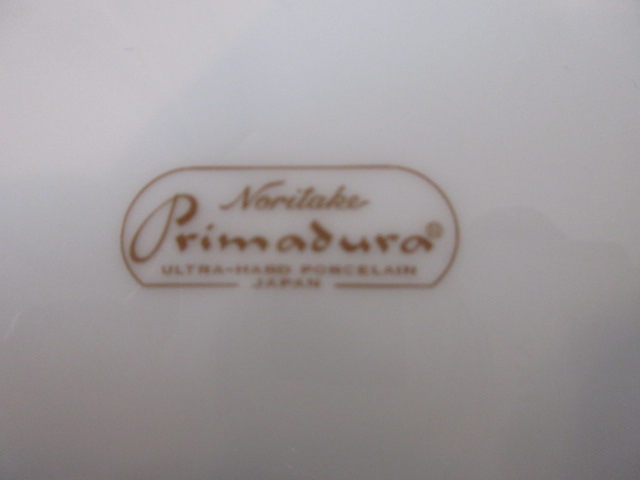 Noritake
Primadura®
ULTRA-HARD PORCELAIN
JAPAN